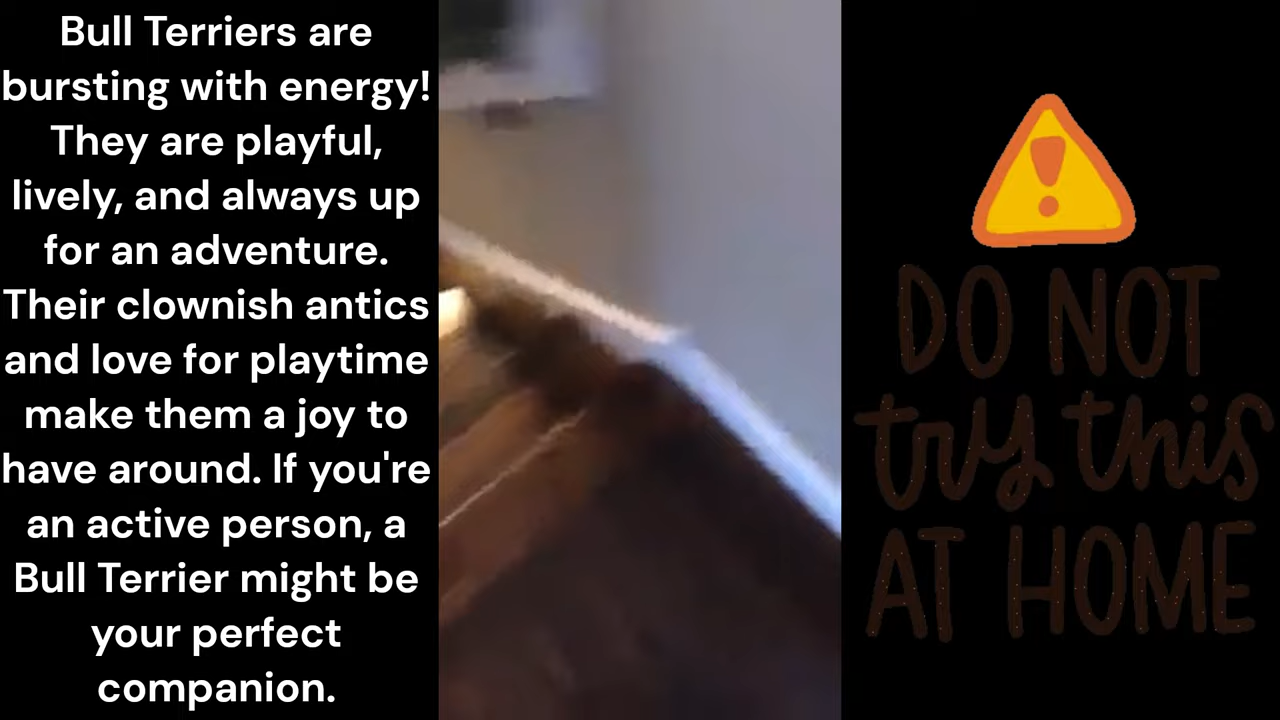 Bull Terriers are
bursting with energy!
They are playful,
lively, and always up
for an adventure.
Their clownish antics
and love for playtime
make them a joy to
have around. If you're
an active person, a
Bull Terrier might be
your perfect
companion.
DO NOT
try this
AT HOME